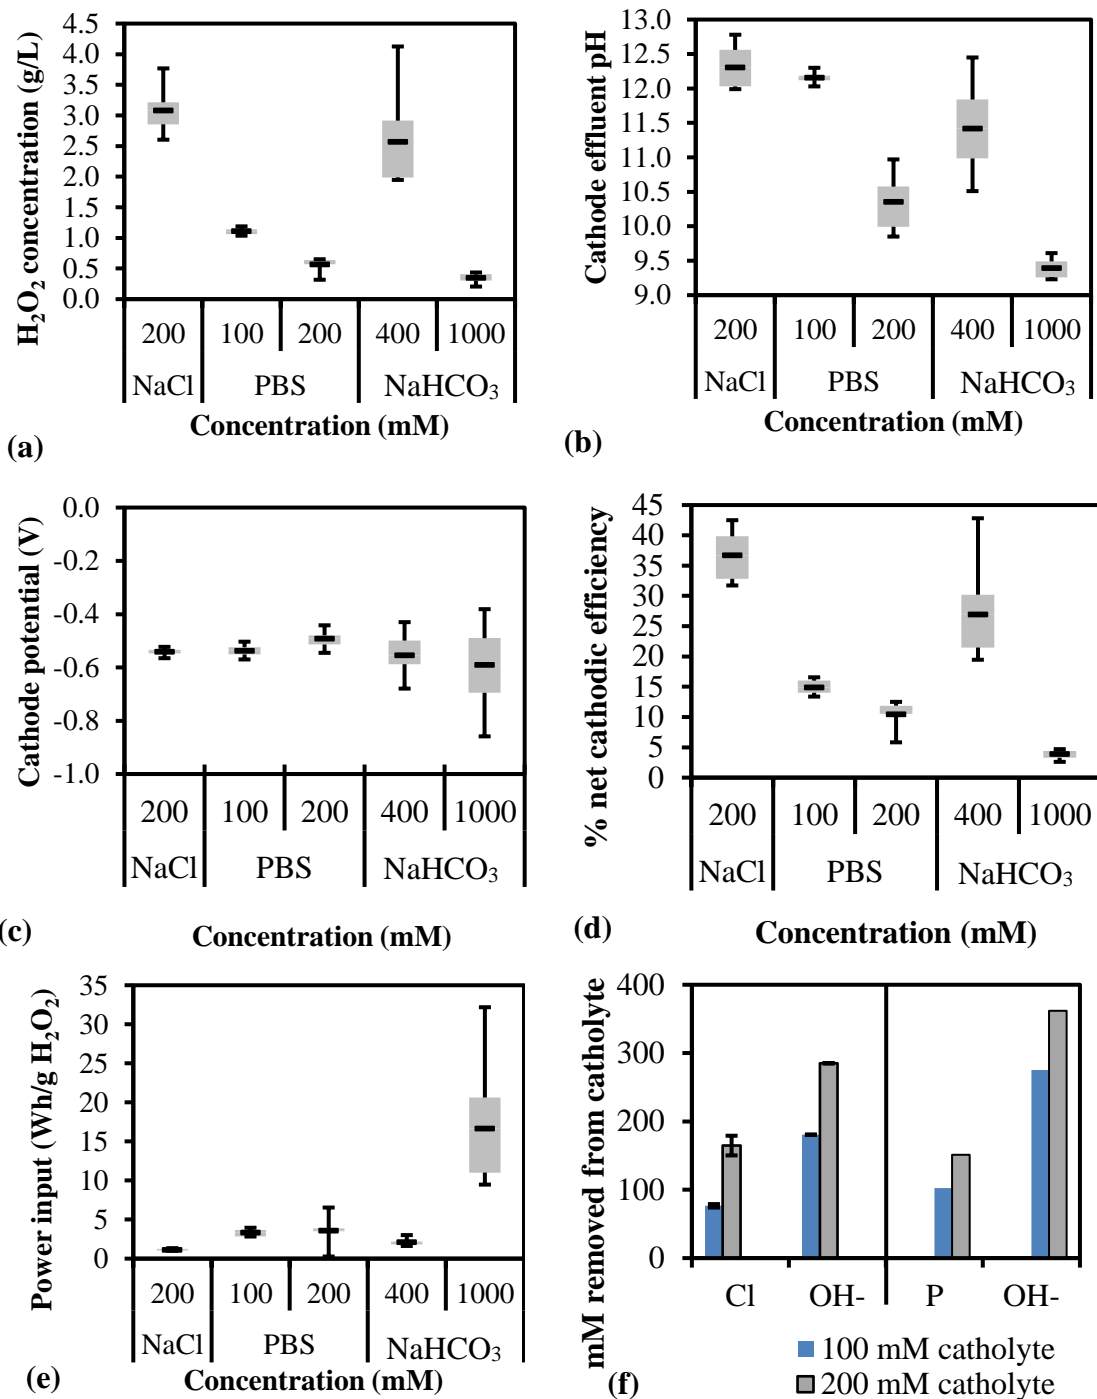 4.5
4.0
3.5
3.0
2.5
2.0
1.5
1.0
0.5
0.0
H₂O₂ concentration (g/L)
200 100 200 400 1000
NaCl PBS NaHCO₃
Concentration (mM)
(a)
13.0
12.5
12.0
11.5
11.0
10.5
10.0
9.5
9.0
Cathode effluent pH
200 100 200 400 1000
NaCl PBS NaHCO₃
Concentration (mM)
(b)
0.0
-0.2
-0.4
-0.6
-0.8
-1.0
Cathode potential (V)
200 100 200 400 1000
NaCl PBS NaHCO₃
(c) Concentration (mM)
45
40
35
30
25
20
15
10
5
0
% net cathodic efficiency
200 100 200 400 1000
NaCl PBS NaHCO₃
(d) Concentration (mM)
35
30
25
20
15
10
5
0
Power input (Wh/g H₂O₂)
200 100 200 400 1000
NaCl PBS NaHCO₃
(e) Concentration (mM)
400
300
200
100
0
mM removed from catholyte
Cl OH- P OH-
100 mM catholyte
200 mM catholyte
(f)